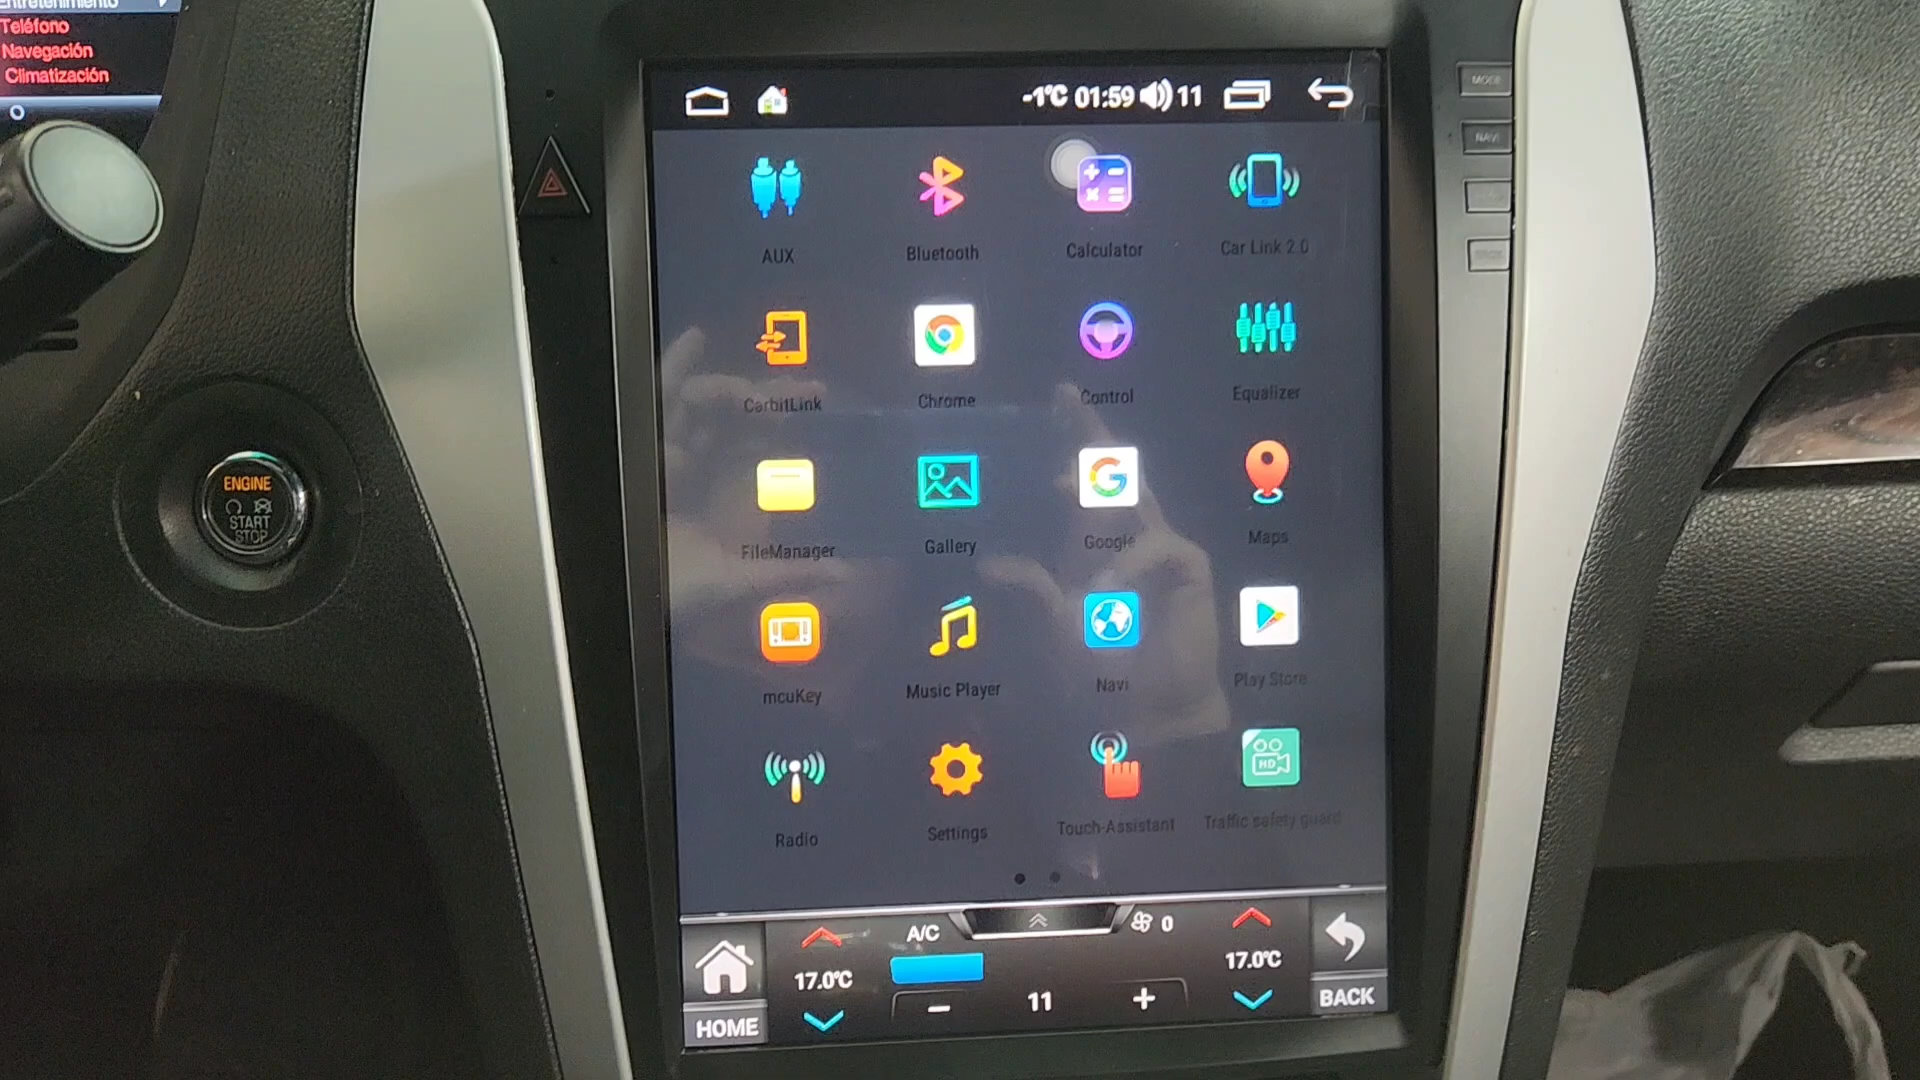 Entretenimiento
Teléfono
Navegación
Climatización
-1℃ 01:59 11
MODE
NAVI
AUX Bluetooth Calculator Car Link 2.0
CarbitLink Chrome Control Equalizer
FileManager Gallery Google Maps
mcuKey Music Player Navi Play Store
HD
Radio Settings Touch-Assistant Traffic safety guard
ENGINE
START
STOP
A/C 0
17.0℃ 17.0℃
11
HOME BACK